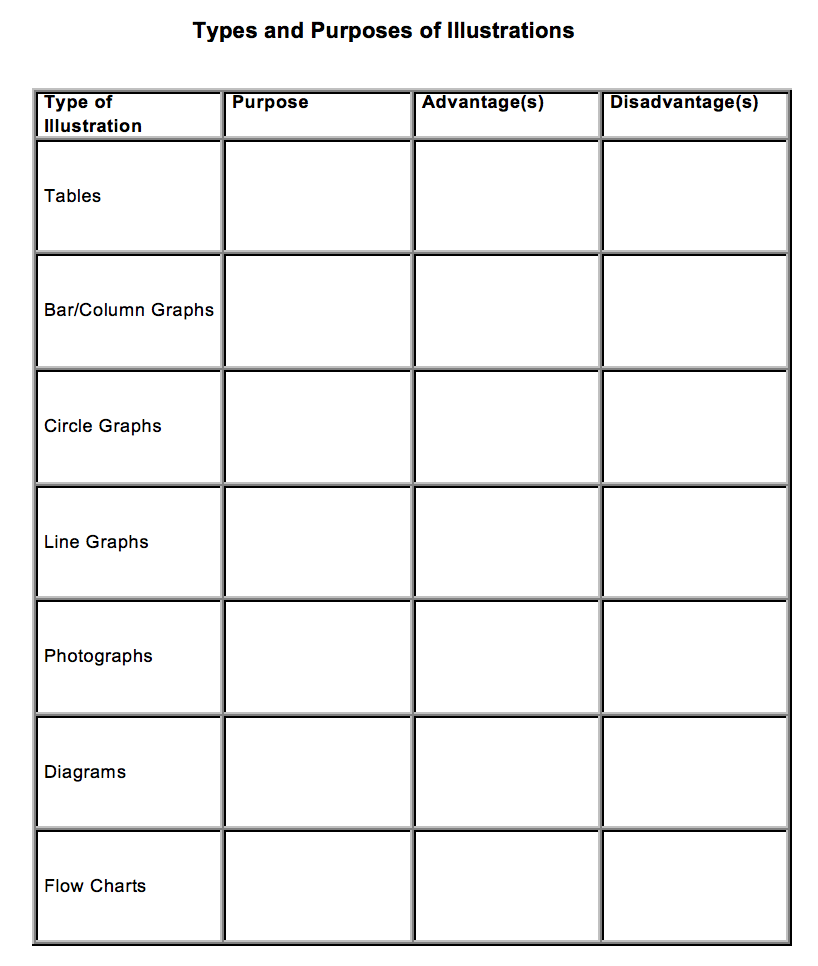 Types and Purposes of Illustrations
Type of
Illustration
Purpose
Advantage(s)
Disadvantage(s)
Tables
Bar/Column Graphs
Circle Graphs
Line Graphs
Photographs
Diagrams
Flow Charts